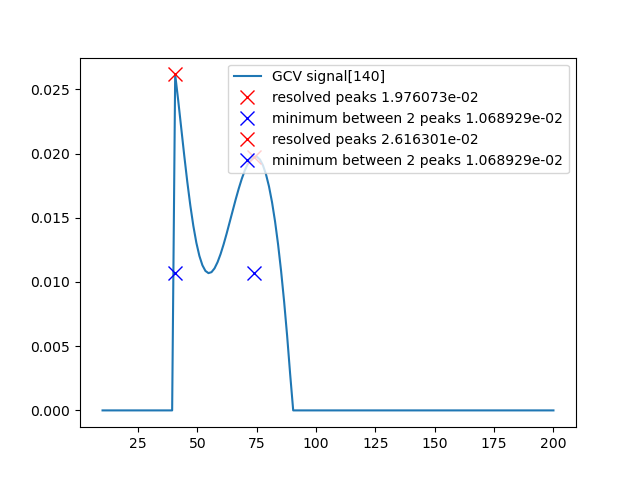 GCV signal[140]
resolved peaks 1.976073e-02
minimum between 2 peaks 1.068929e-02
resolved peaks 2.616301e-02
minimum between 2 peaks 1.068929e-02
0.025
0.020
0.015
0.010
0.005
0.000
25 50 75 100 125 150 175 200